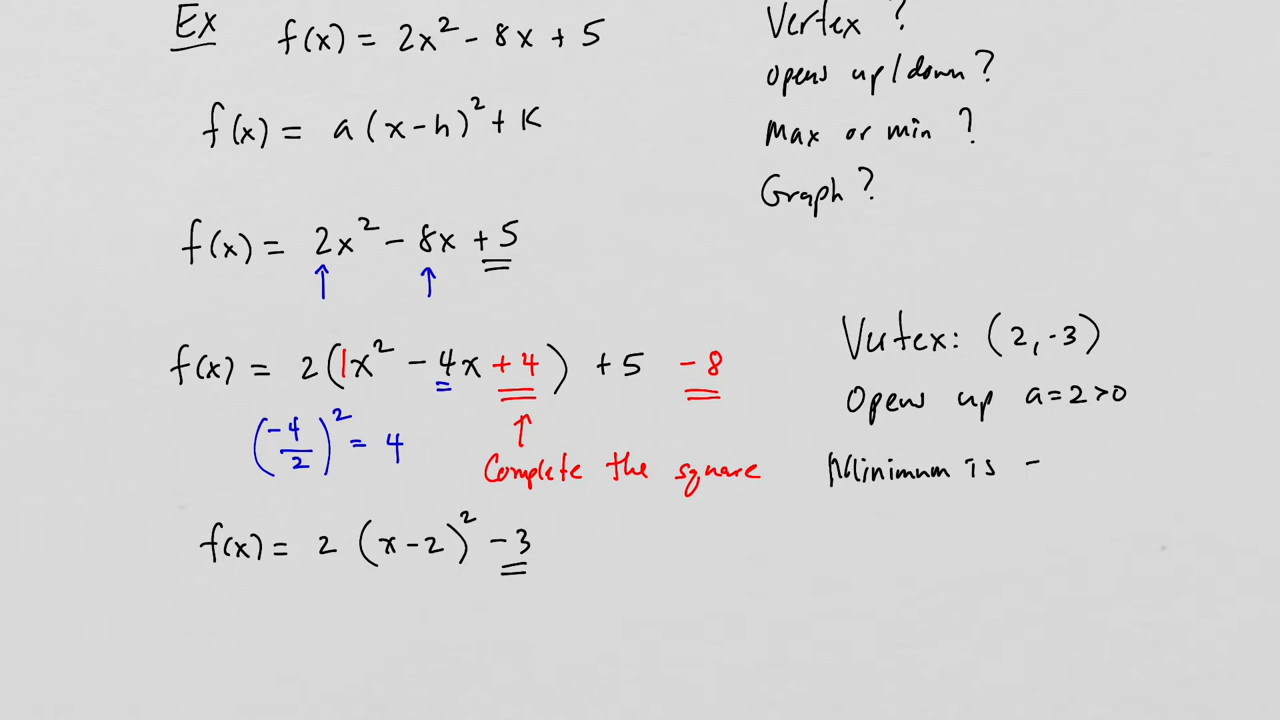 Ex f(x) = 2x² - 8x + 5
f(x) = a(x-h)² + K
f(x) = 2x² - 8x + 5
f(x) = 2(1x² - 4x + 4) + 5 - 8
(-4/2)² = 4
Complete the square
f(x) = 2(x-2)² - 3
Vertex ?
opens up/down ?
Max or min ?
Graph ?
Vertex: (2, -3)
Opens up a=2>0
Minimum is -